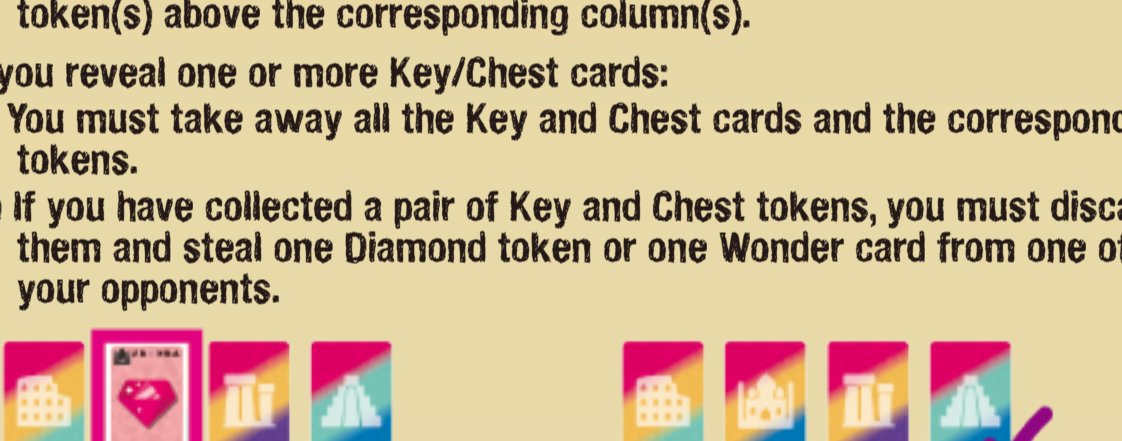 token(s) above the corresponding column(s).
you reveal one or more Key/Chest cards:
You must take away all the Key and Chest cards and the correspond
tokens.
If you have collected a pair of Key and Chest tokens, you must disca
them and steal one Diamond token or one Wonder card from one of
your opponents.